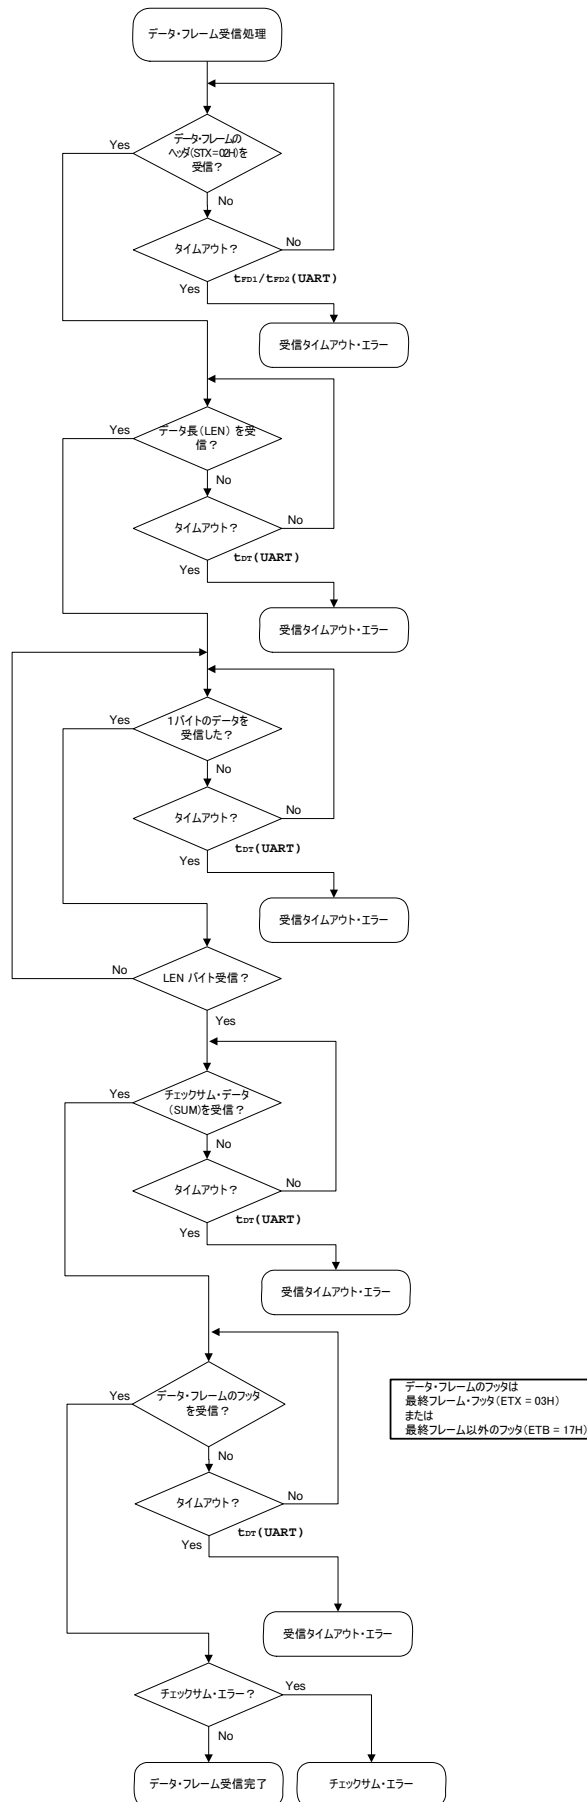 データ・フレーム受信処理
データ・フレームの
ヘッダ(STX=02H)を
受信？
Yes
No
タイムアウト？
No
tFD1/tFD2(UART)
Yes
受信タイムアウト・エラー
データ長（LEN）を受
信？
Yes
No
タイムアウト？
No
tDT(UART)
Yes
受信タイムアウト・エラー
1バイトのデータを
受信した？
Yes
No
タイムアウト？
No
tDT(UART)
Yes
受信タイムアウト・エラー
LEN バイト受信？
No
Yes
チェックサム・データ
(SUM)を受信？
Yes
No
タイムアウト？
No
tDT(UART)
Yes
受信タイムアウト・エラー
データ・フレームのフッタ
を受信？
Yes
No
タイムアウト？
No
tDT(UART)
Yes
受信タイムアウト・エラー
データ・フレームのフッタは
最終フレーム・フッタ(ETX = 03H)
または
最終フレーム以外のフッタ(ETB = 17H)
チェックサム・エラー？
Yes
No
データ・フレーム受信完了
チェックサム・エラー